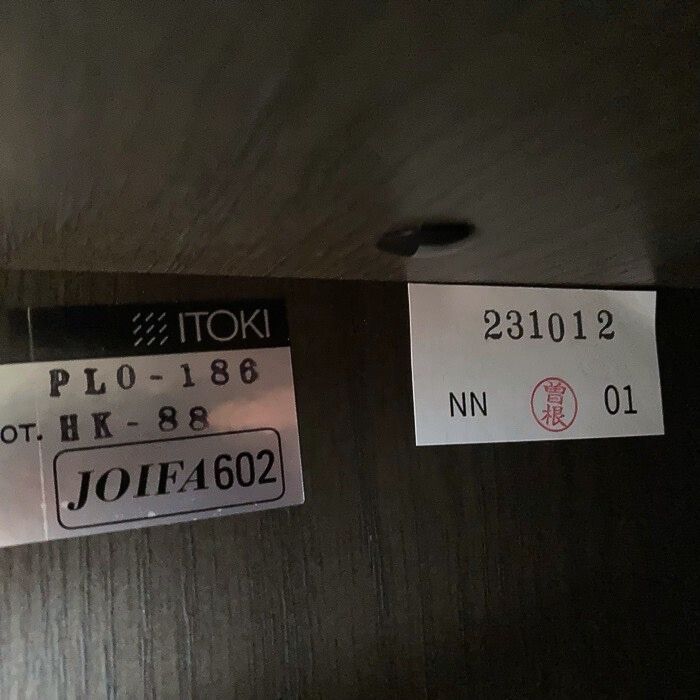 ITOKI
PLO-186
OT. HK-88
JOIFA602
231012
NN 曽根 01